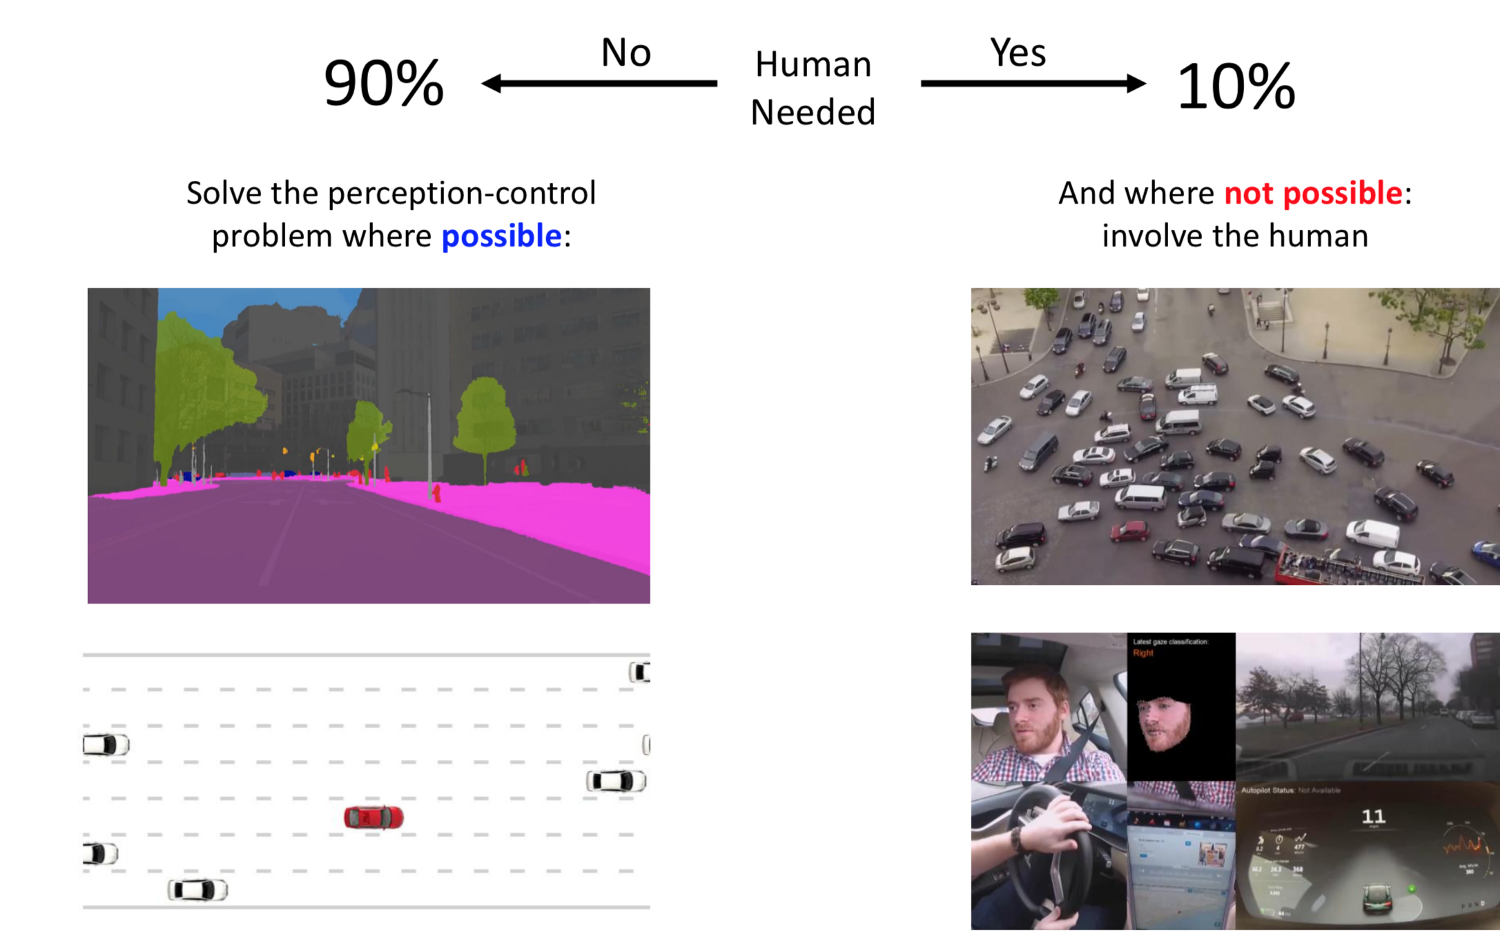 90%
No
Human
Needed
Yes
10%
Solve the perception-control
problem where possible:
And where not possible:
involve the human
Latest gaze classification:
Right
Autopilot Status: Not Available
11